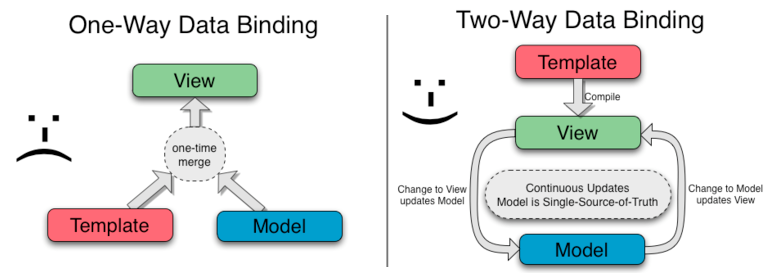 One-Way Data Binding
View
one-time
merge
Template
Model
Two-Way Data Binding
Template
Compile
View
Change to View
updates Model
Continuous Updates
Model is Single-Source-of-Truth
Change to Model
updates View
Model